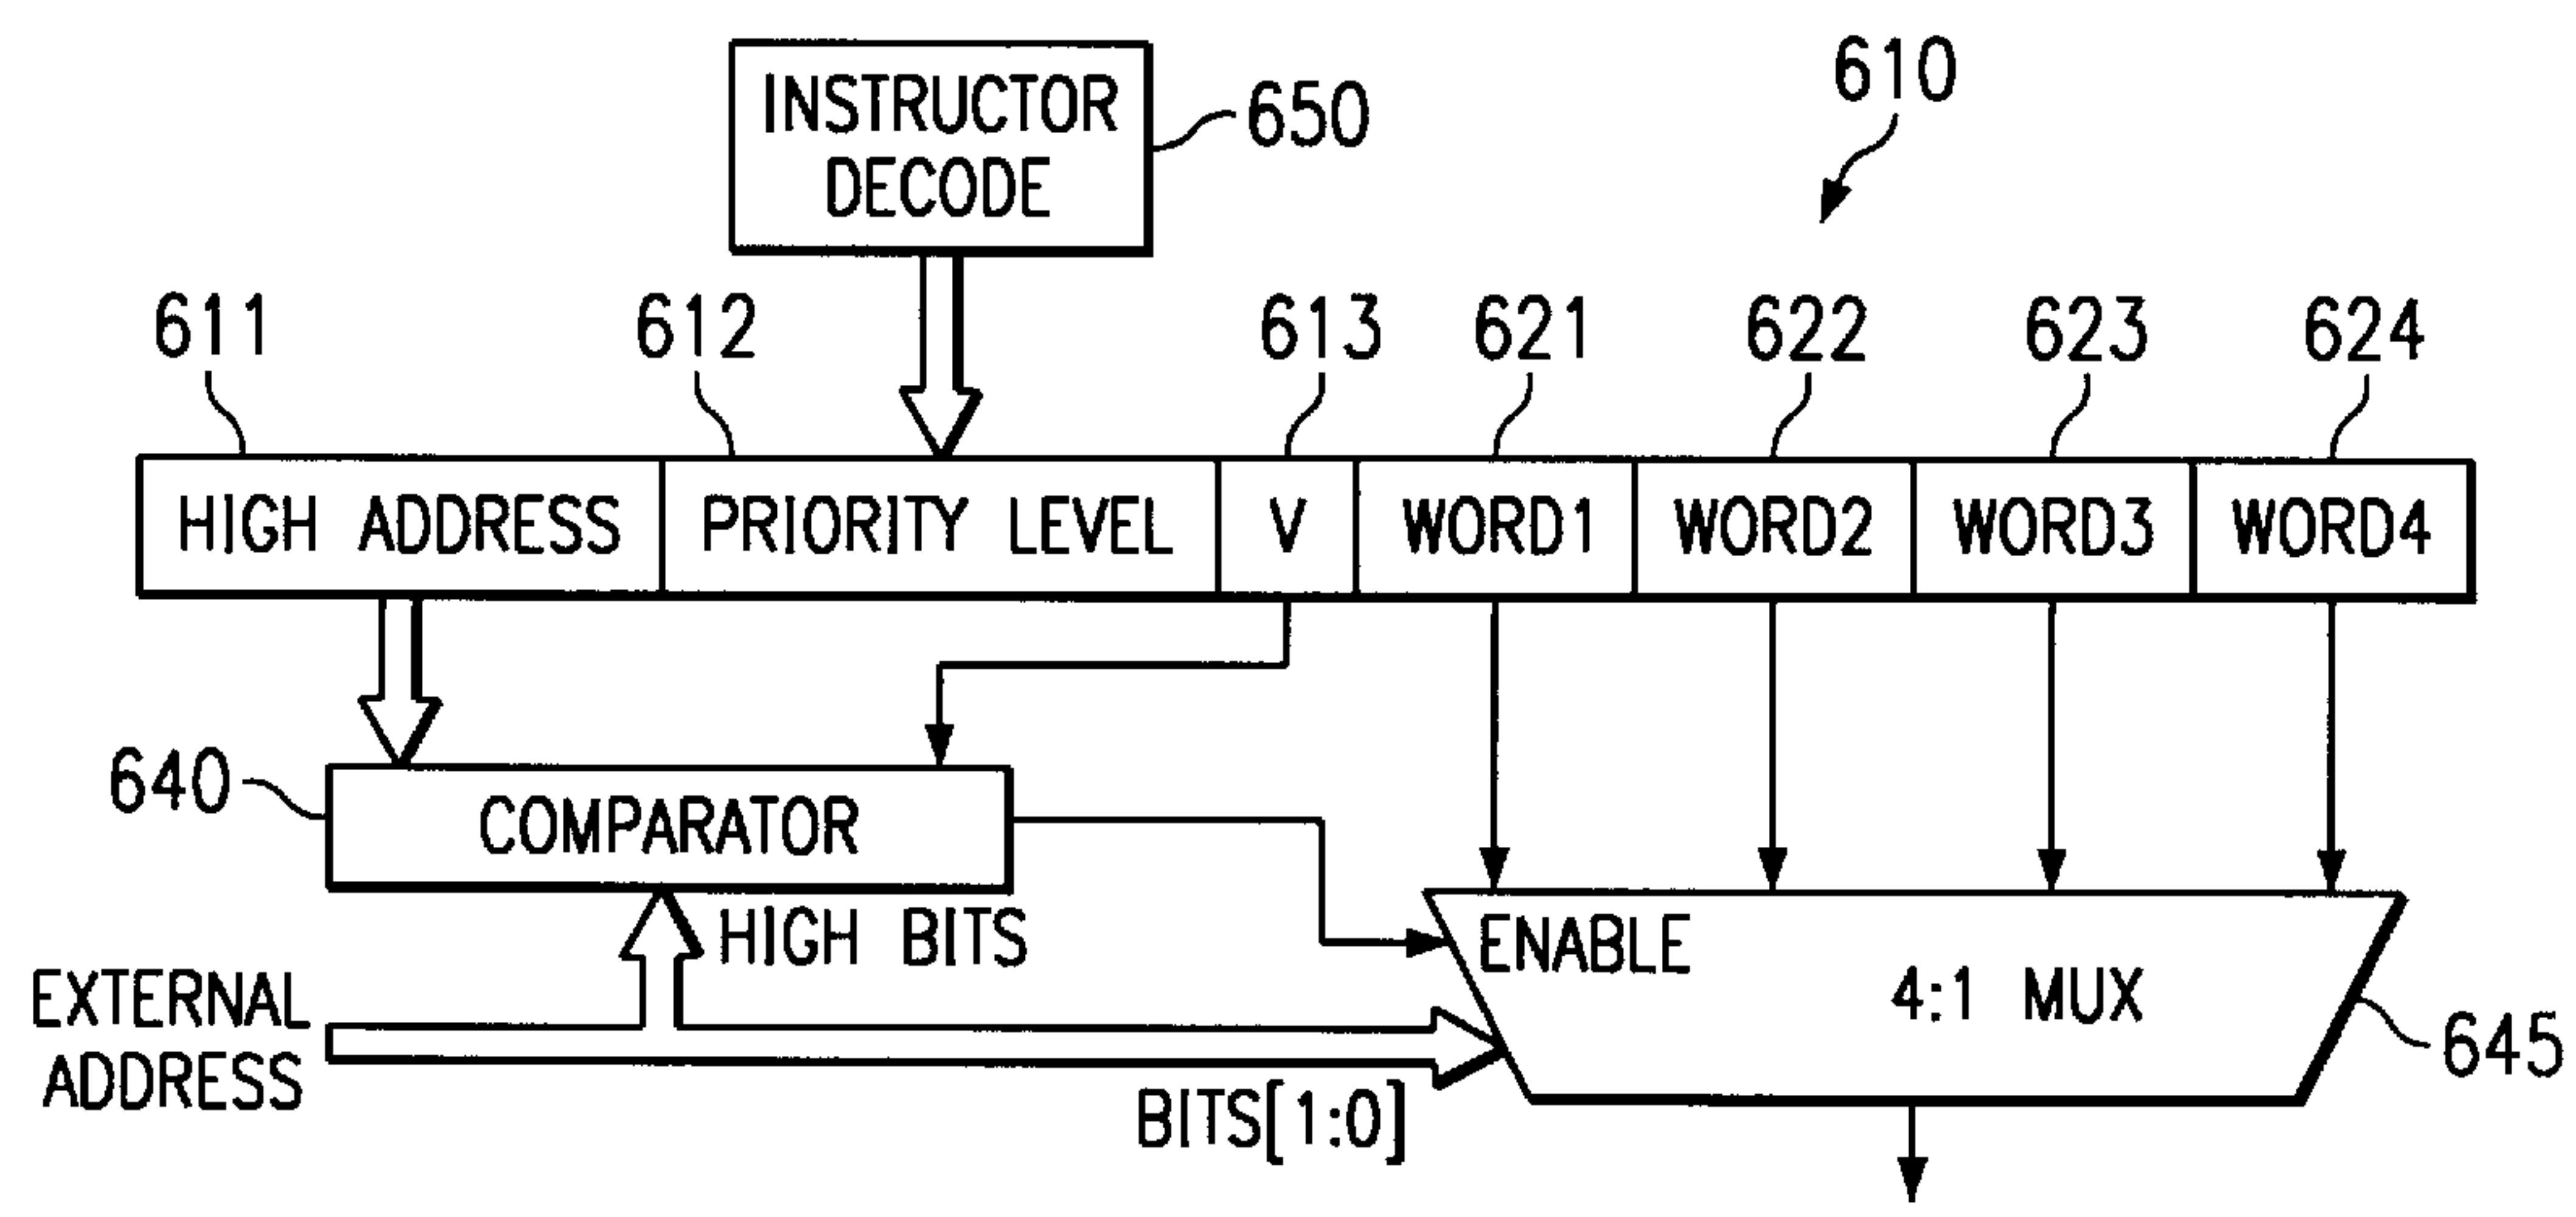 INSTRUCTOR
DECODE
650
610
611
612
613
621
622
623
624
HIGH ADDRESS
PRIORITY LEVEL
V
WORD1
WORD2
WORD3
WORD4
640
COMPARATOR
HIGH BITS
ENABLE
4:1 MUX
645
EXTERNAL
ADDRESS
BITS[1:0]